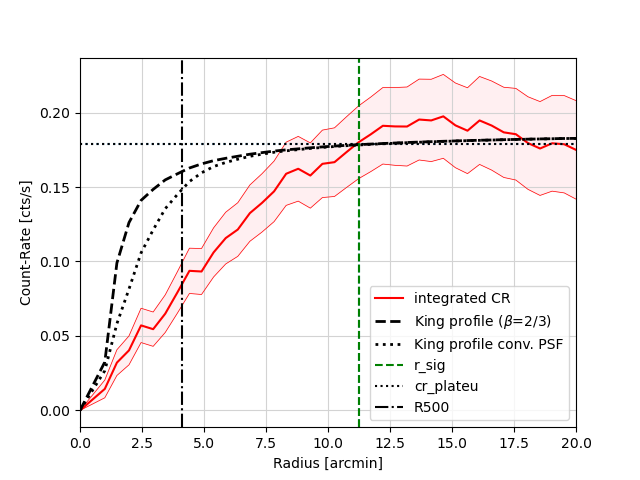 0.20
0.15
0.10
0.05
0.00
Count-Rate [cts/s]
integrated CR
King profile (β=2/3)
King profile conv. PSF
r_sig
cr_plateu
R500
0.0 2.5 5.0 7.5 10.0 12.5 15.0 17.5 20.0
Radius [arcmin]